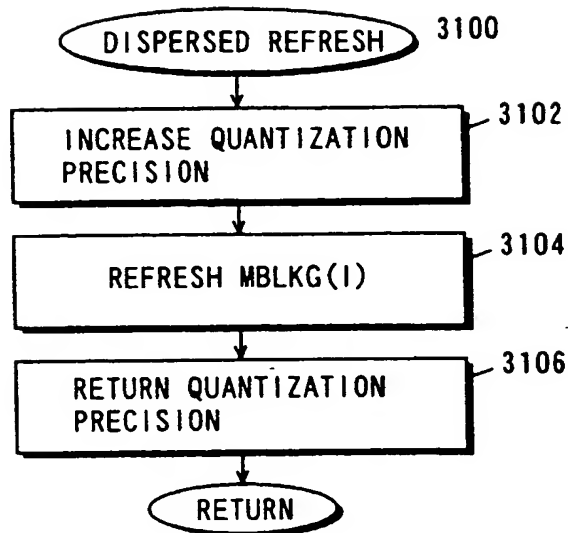 DISPERSED REFRESH
3100
3102
INCREASE QUANTIZATION
PRECISION
3104
REFRESH MBLKG(I)
3106
RETURN QUANTIZATION
PRECISION
RETURN